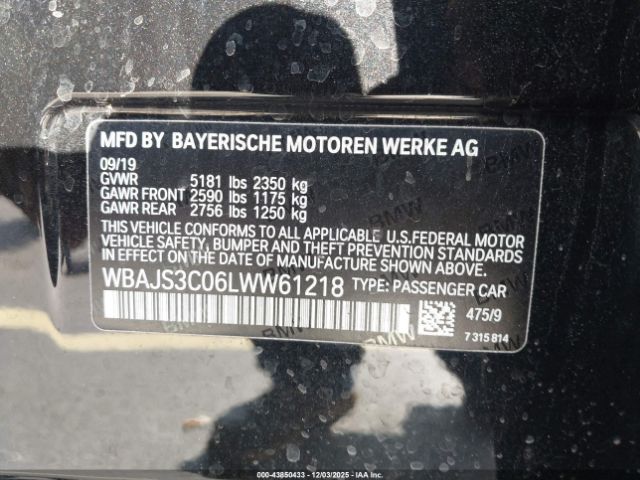 MFD BY BAYERISCHE MOTOREN WERKE AG
09/19
GVWR 5181 lbs 2350 kg
GAWR FRONT 2590 lbs 1175 kg
GAWR REAR 2756 lbs 1250 kg
THIS VEHICLE CONFORMS TO ALL APPLICABLE U.S.FEDERAL MOTOR
VEHICLE SAFETY, BUMPER AND THEFT PREVENTION STANDARDS
IN EFFECT ON THE DATE OF MANUFACTURE SHOWN ABOVE.
WBAJS3C06LWW61218 TYPE: PASSENGER CAR
475/9
7 315 814
000-43850433 - 12/03/2025 - IAA Inc.